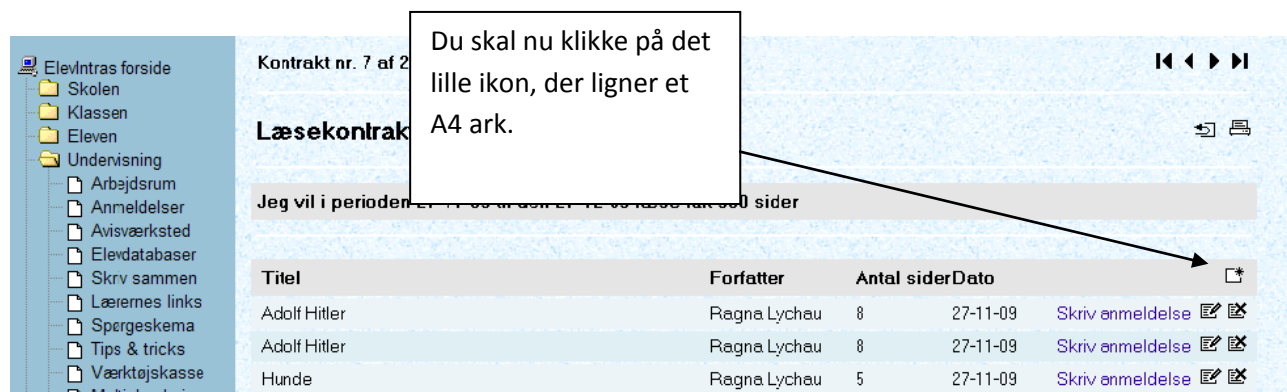 Du skal nu klikke på det
lille ikon, der ligner et
A4 ark.
ElevIntras forside
Skolen
Klassen
Eleven
Undervisning
Arbejdsrum
Anmeldelser
Avisværksted
Elevdatabaser
Skriv sammen
Lærernes links
Spørgeskema
Tips & tricks
Værktøjskasse
Kontrakt nr. 7 af 2
Læsekontrak
Jeg vil i perioden sider
Titel Forfatter Antal sider Dato
Adolf Hitler Ragna Lychau 8 27-11-09 Skriv anmeldelse
Adolf Hitler Ragna Lychau 8 27-11-09 Skriv anmeldelse
Hunde Ragna Lychau 5 27-11-09 Skriv anmeldelse